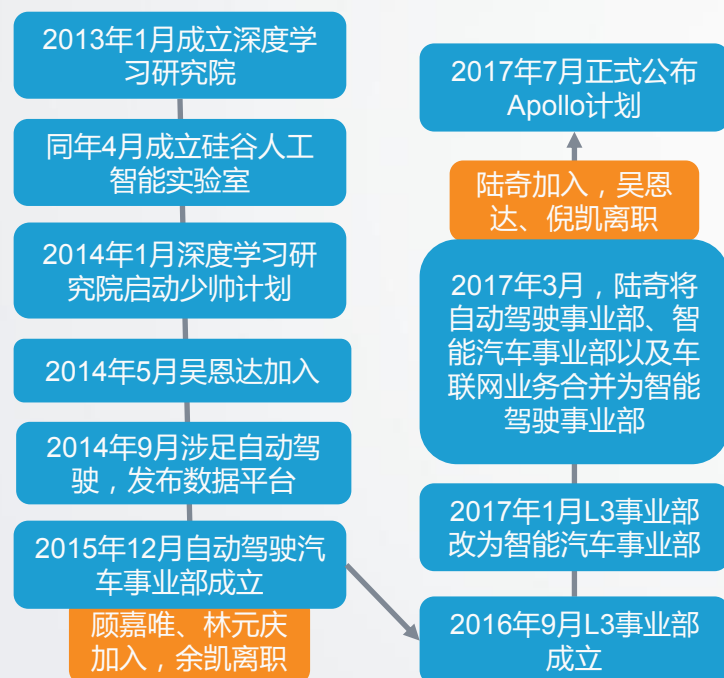 2013年1月成立深度学
习研究院
同年4月成立硅谷人工
智能实验室
2014年1月深度学习研
究院启动少帅计划
2014年5月吴恩达加入
2014年9月涉足自动驾
驶，发布数据平台
2015年12月自动驾驶汽
车事业部成立
顾嘉唯、林元庆
加入，余凯离职
2016年9月L3事业部
成立
2017年1月L3事业部
改为智能汽车事业部
2017年3月，陆奇将
自动驾驶事业部、智
能汽车事业部以及车
联网业务合并为智能
驾驶事业部
陆奇加入，吴恩
达、倪凯离职
2017年7月正式公布
Apollo计划